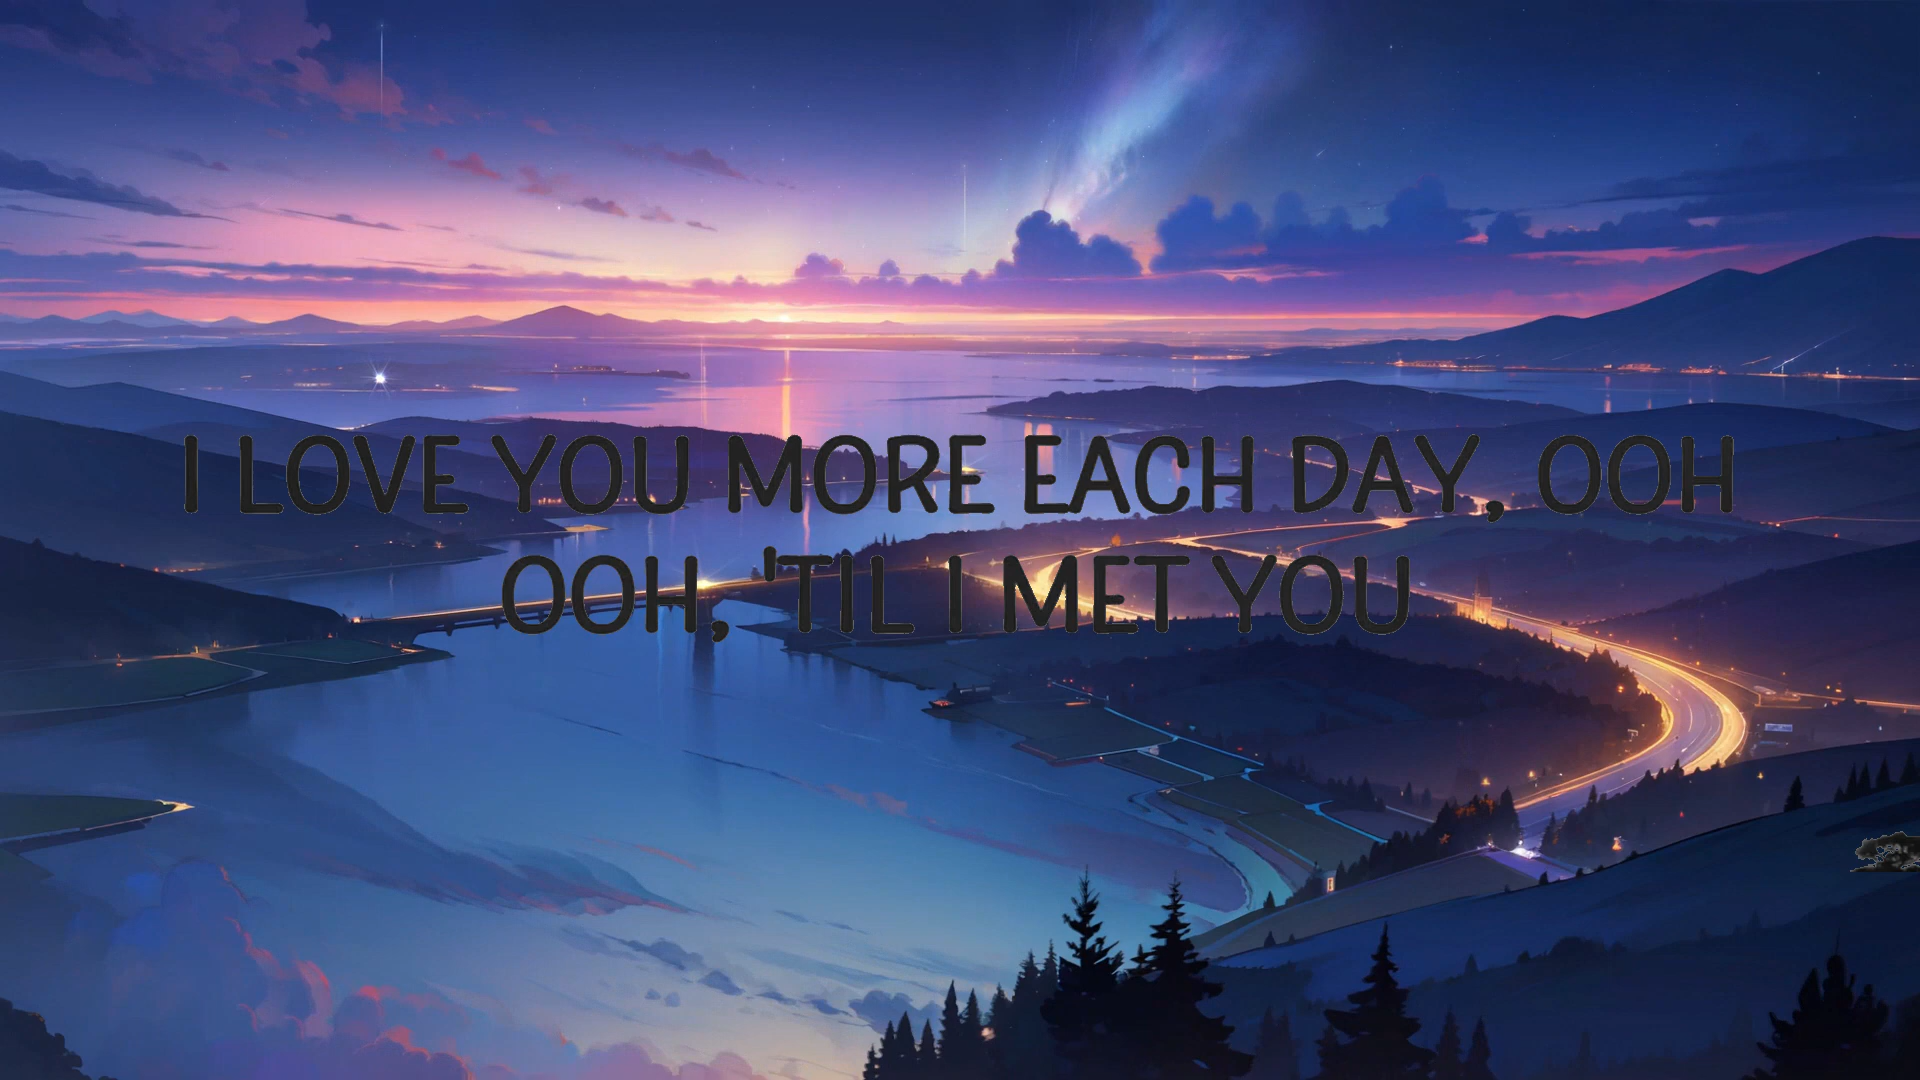 I LOVE YOU MORE EACH DAY, OOH
OOH, 'TIL I MET YOU